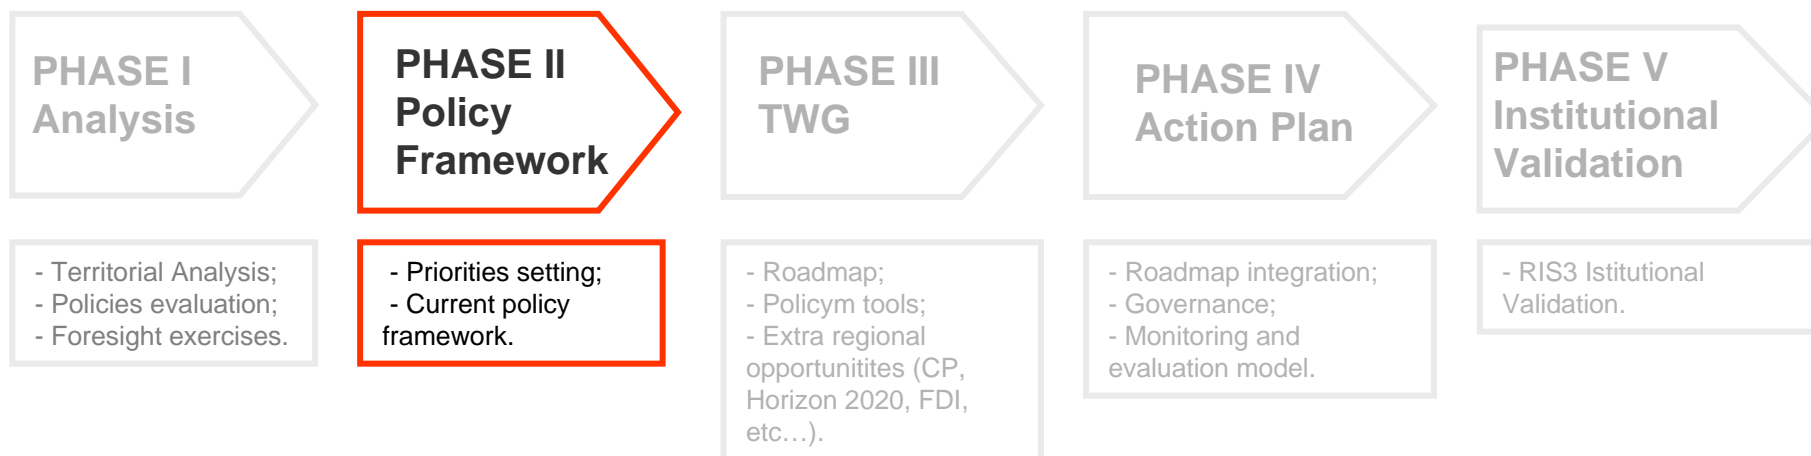 PHASE I
Analysis
PHASE II
Policy
Framework
PHASE III
TWG
PHASE IV
Action Plan
PHASE V
Institutional
Validation
- Territorial Analysis;
- Policies evaluation;
- Foresight exercises.
- Priorities setting;
- Current policy
framework.
- Roadmap;
- Policym tools;
- Extra regional
opportunitites (CP,
Horizon 2020, FDI,
etc…).
- Roadmap integration;
- Governance;
- Monitoring and
evaluation model.
- RIS3 Istitutional
Validation.